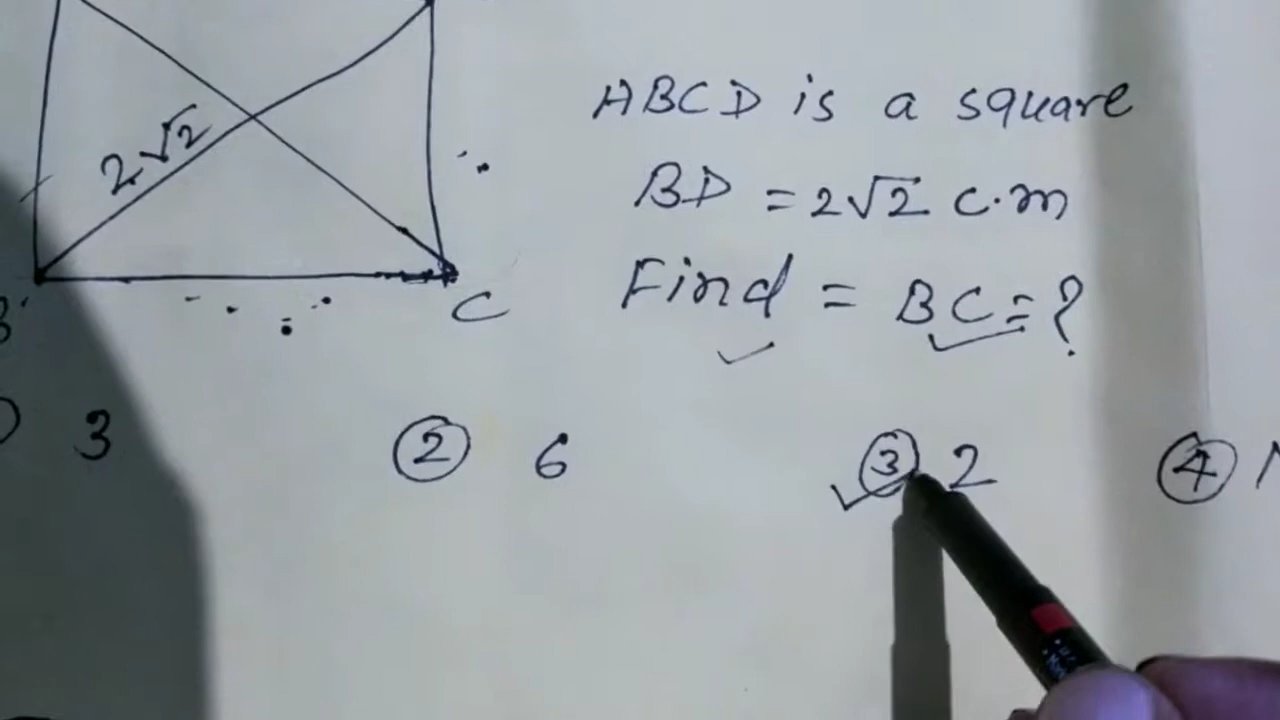 2√2
ABCD is a square
BD = 2√2 c.m
Find = BC = ?
B C
3 ② 6 ③ 2 ④